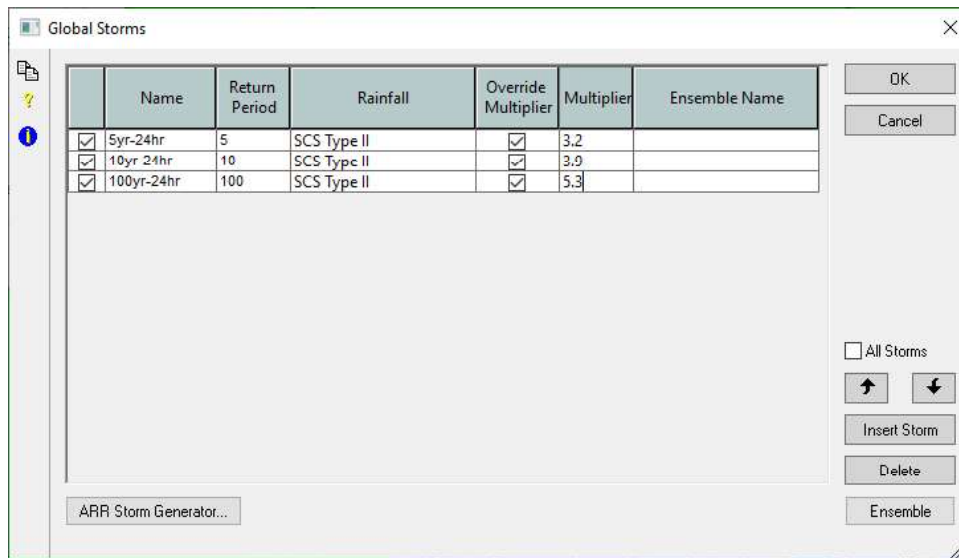 Global Storms
Name Return Period Rainfall Override Multiplier Multiplier Ensemble Name
5yr-24hr 5 SCS Type II 3.2
10yr-24hr 10 SCS Type II 3.9
100yr-24hr 100 SCS Type II 5.3
OK
Cancel
All Storms
Insert Storm
Delete
ARR Storm Generator...
Ensemble